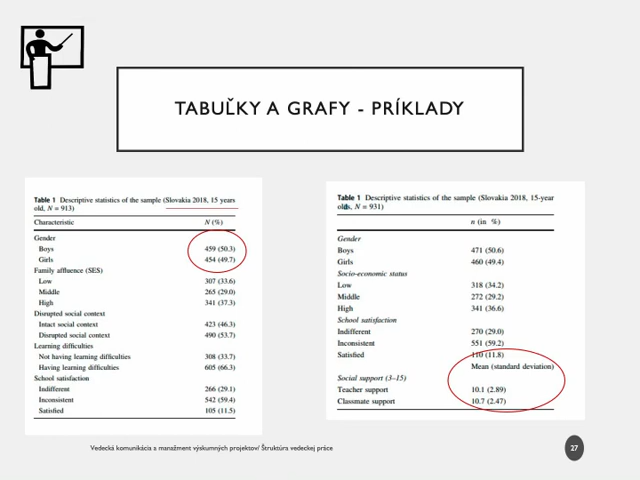 TABUĽKY A GRAFY - PRÍKLADY
Table 1 Descriptive statistics of the sample (Slovakia 2018, 15 years
old, N = 913)
Characteristic N (%)
Gender
Boys 459 (50.3)
Girls 454 (49.7)
Family affluence (SES)
Low 307 (33.6)
Middle 265 (29.0)
High 341 (37.3)
Disrupted social context
Intact social context 423 (46.3)
Disrupted social context 490 (53.7)
Learning difficulties
Not having learning difficulties 308 (33.7)
Having learning difficulties 605 (66.3)
School satisfaction
Indifferent 266 (29.1)
Inconsistent 542 (59.4)
Satisfied 105 (11.5)
Table 1 Descriptive statistics of the sample (Slovakia 2018, 15-year
olds, N = 931)
n (in %)
Gender
Boys 471 (50.6)
Girls 460 (49.4)
Socio-economic status
Low 318 (34.2)
Middle 272 (29.2)
High 341 (36.6)
School satisfaction
Indifferent 270 (29.0)
Inconsistent 551 (59.2)
Satisfied 110 (11.8)
Mean (standard deviation)
Social support (3–15)
Teacher support 10.1 (2.89)
Classmate support 10.7 (2.47)
Vedecká komunikácia a manažment výskumných projektov/ Štruktúra vedeckej práce
27